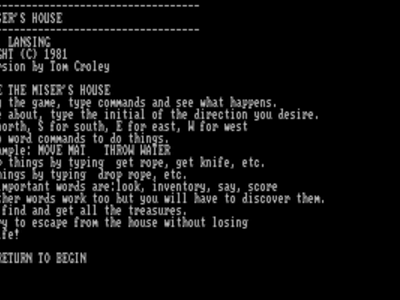 --------------------------------
SER'S HOUSE
--------------------------------
LANSING
GHT (C) 1981
rsion by Tom Croley
E THE MISER'S HOUSE
the game, type commands and see what happens.
about, type the initial of the direction you desire.
north, S for south, E for east, W for west
word commands to do things.
ample: MOVE MAT THROW WATER
things by typing get rope, get knife, etc.
hings by typing drop rope, etc.
important words are:look, inventory, say, score
ther words work too but you will have to discover them.
find and get all the treasures.
ry to escape from the house without losing
ife!
RETURN TO BEGIN